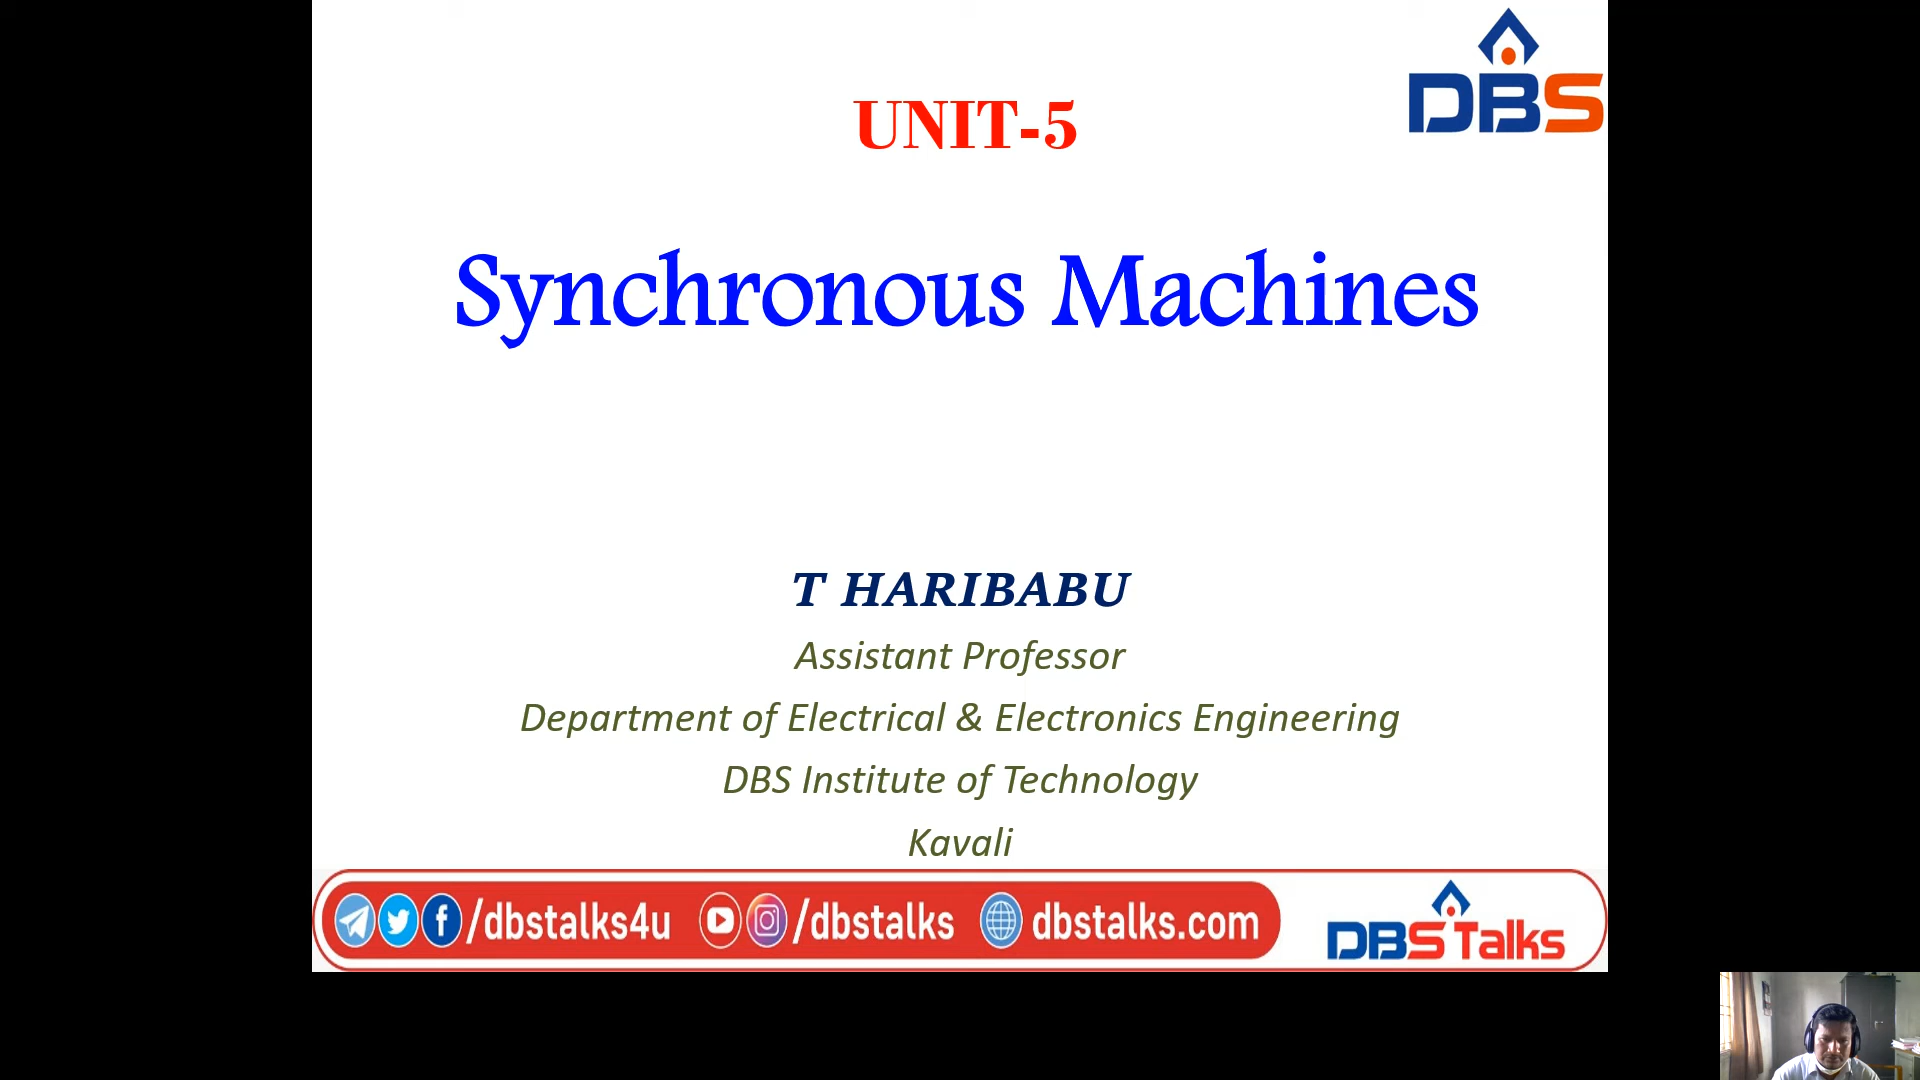 DBS
UNIT-5
Synchronous Machines
T HARIBABU
Assistant Professor
Department of Electrical & Electronics Engineering
DBS Institute of Technology
Kavali
/dbstalks4u /dbstalks dbstalks.com DBS Talks